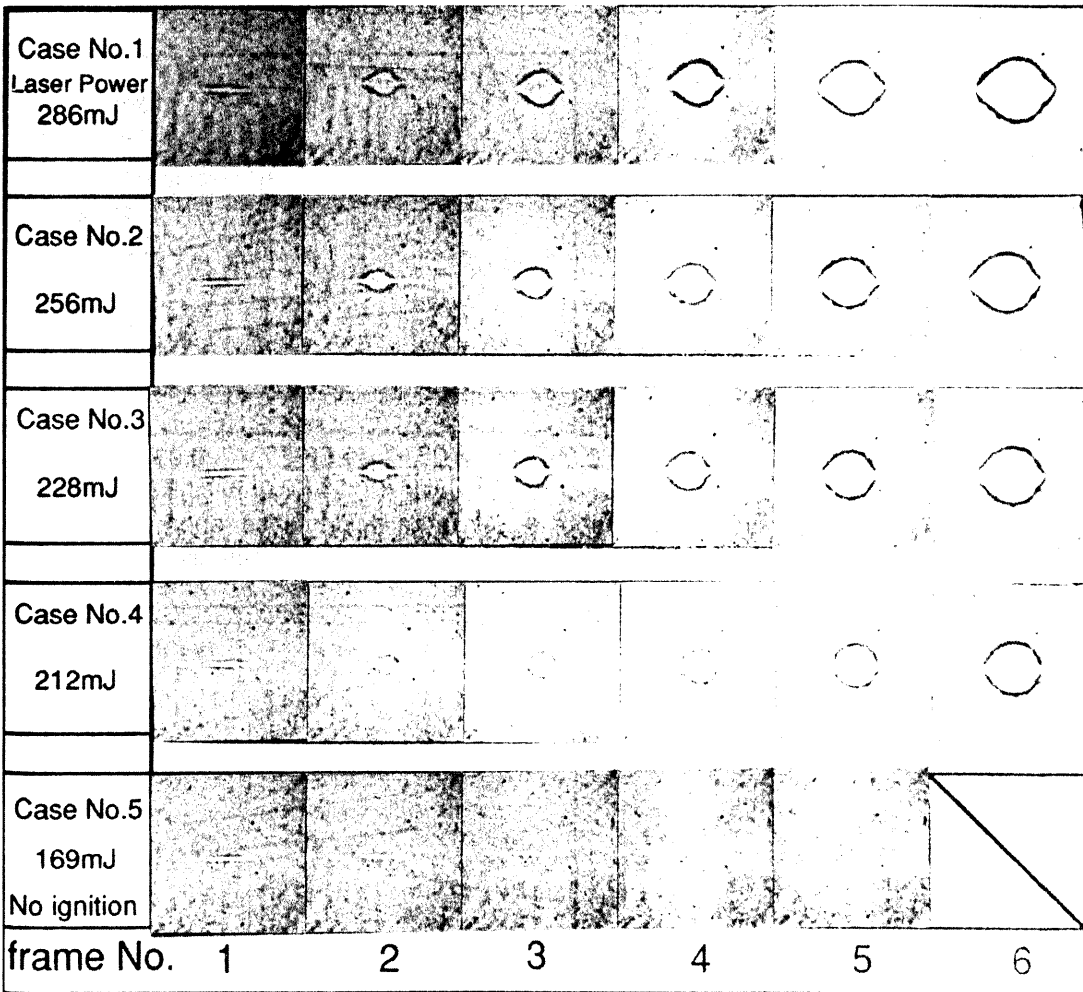 Case No.1
Laser Power
286mJ
Case No.2
256mJ
Case No.3
228mJ
Case No.4
212mJ
Case No.5
169mJ
No ignition
frame No. 1 2 3 4 5 6